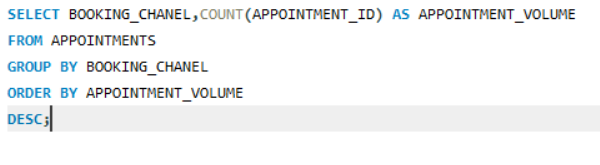 SELECT BOOKING_CHANEL,COUNT(APPOINTMENT_ID) AS APPOINTMENT_VOLUME
FROM APPOINTMENTS
GROUP BY BOOKING_CHANEL
ORDER BY APPOINTMENT_VOLUME
DESC;